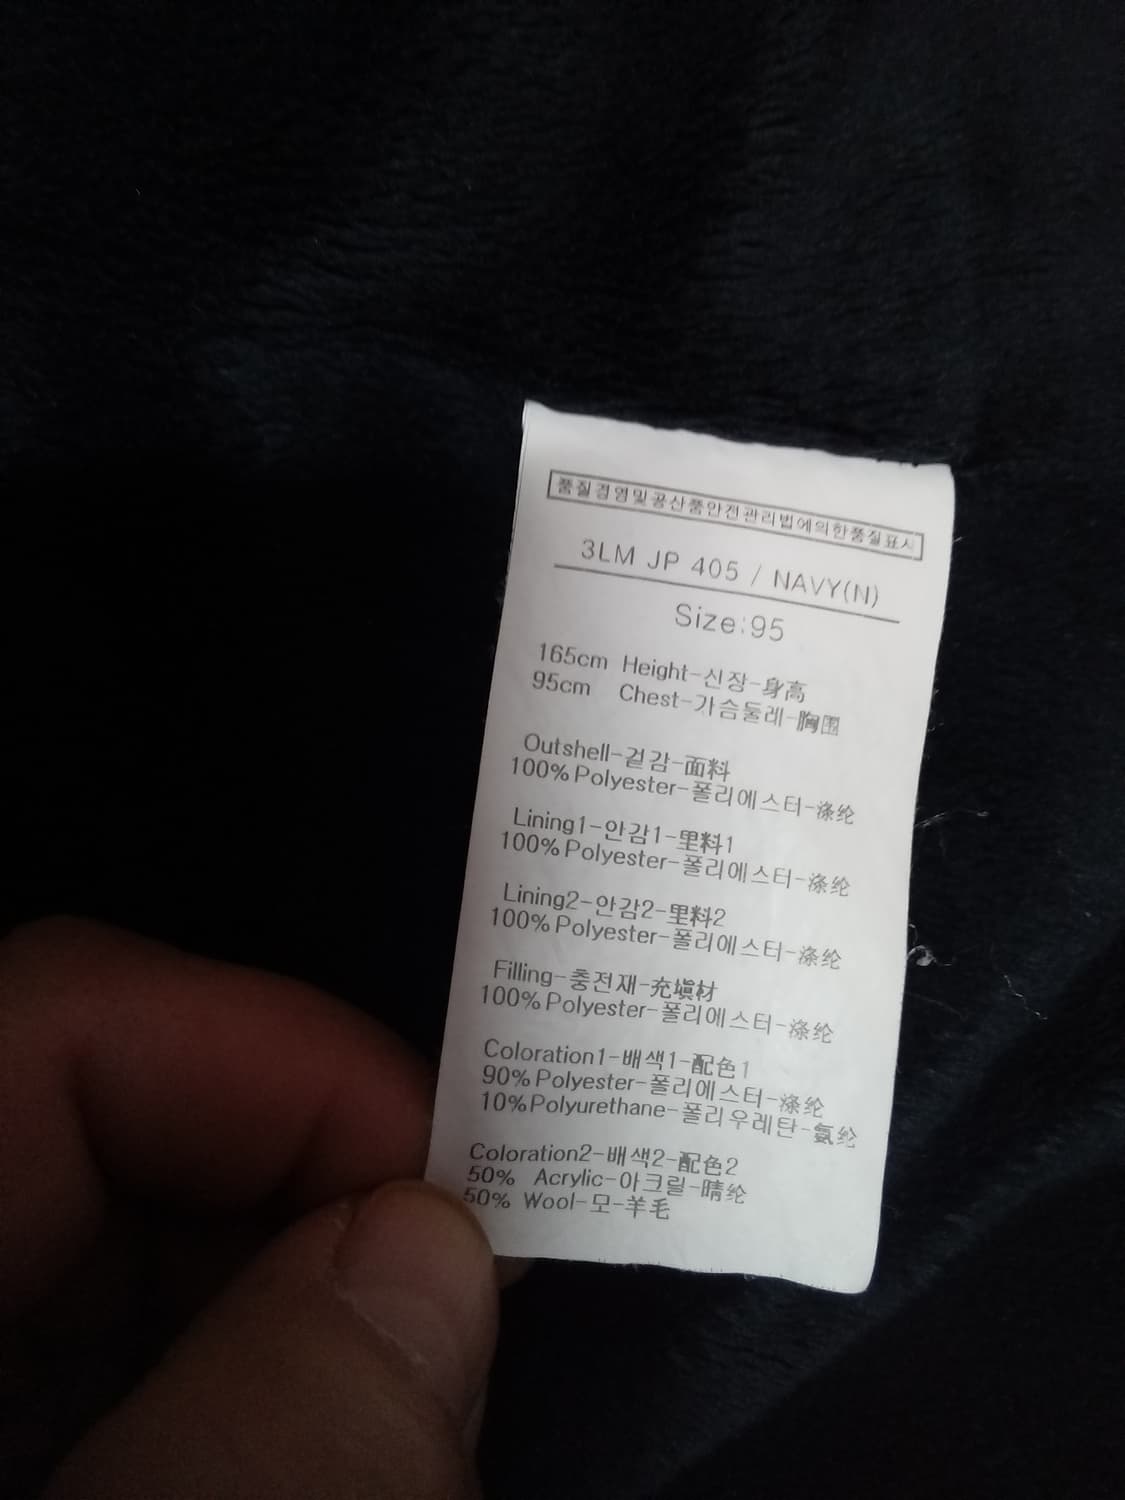 품질경영및공산품안전관리법에의한품질표시
3LM JP 405 / NAVY(N)
Size:95
165cm Height-신장-身高
95cm Chest-가슴둘레-胸围
Outshell-겉감-面料
100%Polyester-폴리에스터-涤纶
Lining1-안감1-里料1
100%Polyester-폴리에스터-涤纶
Lining2-안감2-里料2
100%Polyester-폴리에스터-涤纶
Filling-충전재-充塡材
100%Polyester-폴리에스터-涤纶
Coloration1-배색1-配色1
90%Polyester-폴리에스터-涤纶
10%Polyurethane-폴리우레탄-氨纶
Coloration2-배색2-配色2
50% Acrylic-아크릴-晴纶
50% Wool-모-羊毛